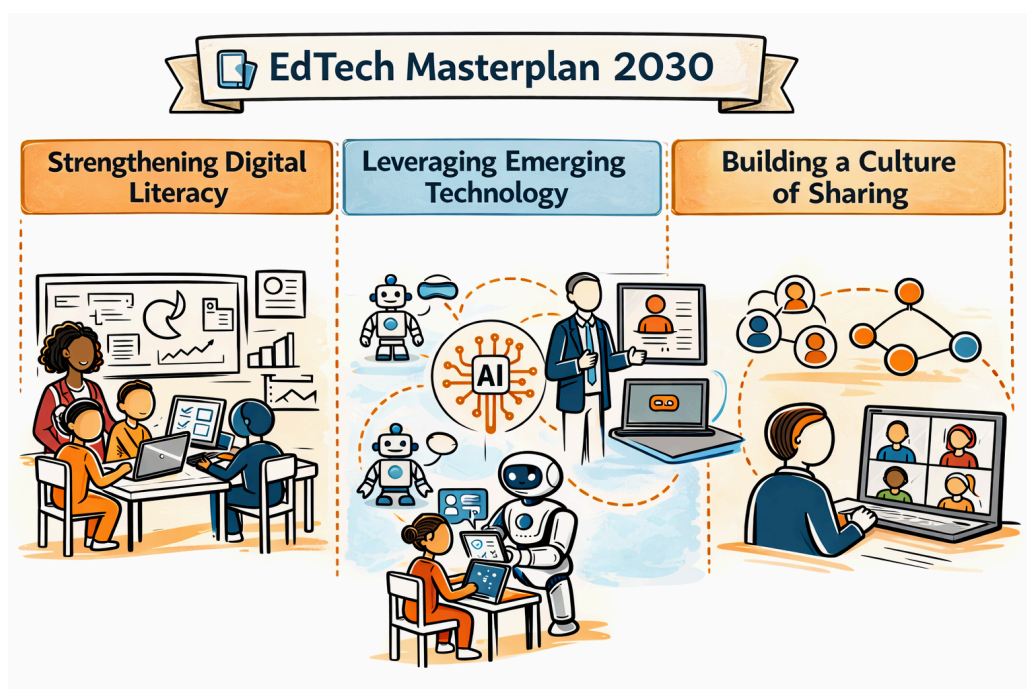 EdTech Masterplan 2030
Strengthening Digital
Literacy
Leveraging Emerging
Technology
Building a Culture
of Sharing
AI